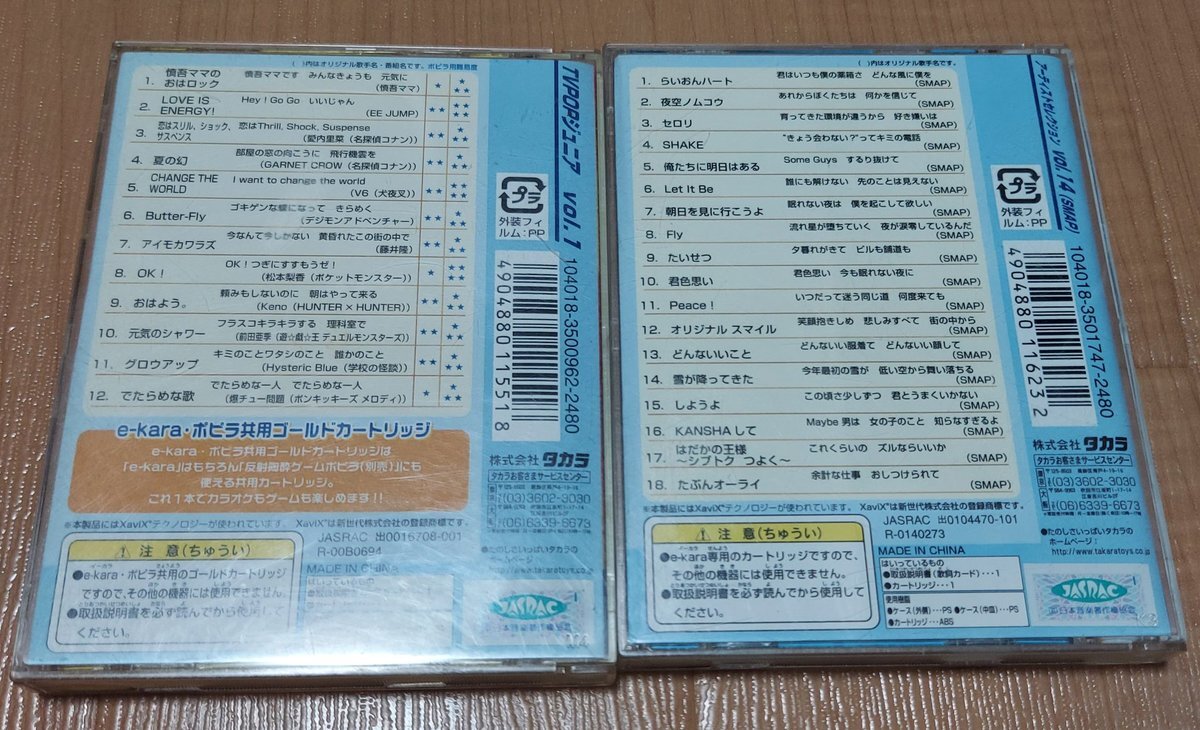 ( )内はオリジナル歌手名・番組名です。ポピラ用難易度
1. 慎吾ママの おはロック 慎吾ママです みんなきょうも 元気に (慎吾ママ) ★ ★★★
2. LOVE IS ENERGY! Hey!Go Go いいじゃん (EE JUMP)
3. 恋はスリル、ショック、サスペンス 恋はThrill, Shock, Suspense (愛内里菜(名探偵コナン))
4. 夏の幻 部屋の窓の向こうに 飛行機雲を (GARNET CROW(名探偵コナン))
5. CHANGE THE WORLD I want to change the world (V6(犬夜叉))
6. Butter-Fly ゴキゲンな蝶になって きらめく (デジモンアドベンチャー)
7. アイモカワラズ 今なんて今しかない 黄昏れたこの街の中で (藤井隆)
8. OK! OK!つぎにすすもうぜ! (松本梨香(ポケットモンスター))
9. おはよう。 頼みもしないのに 朝はやって来る (Keno(HUNTER×HUNTER))
10. 元気のシャワー フラスコキラキラする 理科室で (前田亜季(遊☆戯☆王 デュエルモンスターズ))
11. グロウアップ キミのことワタシのこと 誰かのこと (Hysteric Blue(学校の怪談))
12. でたらめな歌 でたらめな一人 でたらめな一人 (爆チュー問題(ポンキッキーズ メロディ))
e-kara・ポピラ共用ゴールドカートリッジ
e-kara・ポピラ共用ゴールドカートリッジは
「e-kara」はもちろん「反射陶酔ゲームポピラ(別売)」にも
使える共用カートリッジ。
これ1本でカラオケもゲームも楽しめます!!
※本製品にはXaviX®テクノロジーが使われています。 XaviX®は新世代株式会社の登録商標です。
JASRAC 出0016708-001
R-00B0694
MADE IN CHINA
注意(ちゅうい)
●e-kara・ポピラ共用のゴールドカートリッジ
ですので、その他の機器には使用できません。
●取扱説明書を必ず読んでから使用して
ください。
TVPOPジュニア vol.1
プラ
外装フィ
ルム:PP
104018-3500962-2480
4904880115518
株式会社タカラ
タカラお客さまサービスセンター
(03)3602-3030
(06)6339-6673
●たのしさいっぱいタカラの
ホームページ:
http://www.takaratoys.co.jp
JASRAC
( )内はオリジナル歌手名です。
1. らいおんハート 君はいつも僕の薬箱さ どんな風に僕を (SMAP)
2. 夜空ノムコウ あれからぼくたちは 何かを信じて (SMAP)
3. セロリ 育ってきた環境が違うから 好き嫌いは (SMAP)
4. SHAKE "きょう会わない?"ってキミの電話 (SMAP)
5. 俺たちに明日はある Some Guys するり抜けて (SMAP)
6. Let It Be 誰にも解けない 先のことは見えない (SMAP)
7. 朝日を見に行こうよ 眠れない夜は 僕を起こして欲しい (SMAP)
8. Fly 流れ星が堕ちていく 夜が涙零しているんだ (SMAP)
9. たいせつ 夕暮れがきて ビルも舗道も (SMAP)
10. 君色思い 君色思い 今も眠れない夜に (SMAP)
11. Peace! いつだって迷う同じ道 何度来ても (SMAP)
12. オリジナル スマイル 笑顔抱きしめ 悲しみすべて 街の中から (SMAP)
13. どんないいこと どんないい服着て どんないい顔して (SMAP)
14. 雪が降ってきた 今年最初の雪が 低い空から舞い落ちる (SMAP)
15. しようよ この頃さ少しずつ 君とうまくいかない (SMAP)
16. KANSHAして Maybe 男は 女の子のこと 知らなすぎるよ (SMAP)
17. はだかの王様 〜シブトク つよく〜 これくらいの ズルならいいか (SMAP)
18. たぶんオーライ 余計な仕事 おしつけられて (SMAP)
※本製品にはXaviX®テクノロジーが使われています。 XaviX®は新世代株式会社の登録商標です。
JASRAC 出0104470-101
R-0140273
MADE IN CHINA
注意(ちゅうい)
●e-kara専用のカートリッジですので、
その他の機器には使用できません。
●取扱説明書を必ず読んでから使用して
ください。
はいっているもの
●取扱説明書(歌詞カード)・・・1
●カートリッジ・・・1
使用樹脂
●ケース(外側)・・・PS ●ケース(中面)・・・PS
●カートリッジ・・・ABS
アーティストセレクション VOL.14(SMAP)
プラ
外装フィ
ルム:PP
104018-3501747-2480
4904880116232
株式会社タカラ
タカラお客さまサービスセンター
(03)3602-3030
(06)6339-6673
●たのしさいっぱいタカラの
ホームページ:
http://www.takaratoys.co.jp
JASRAC